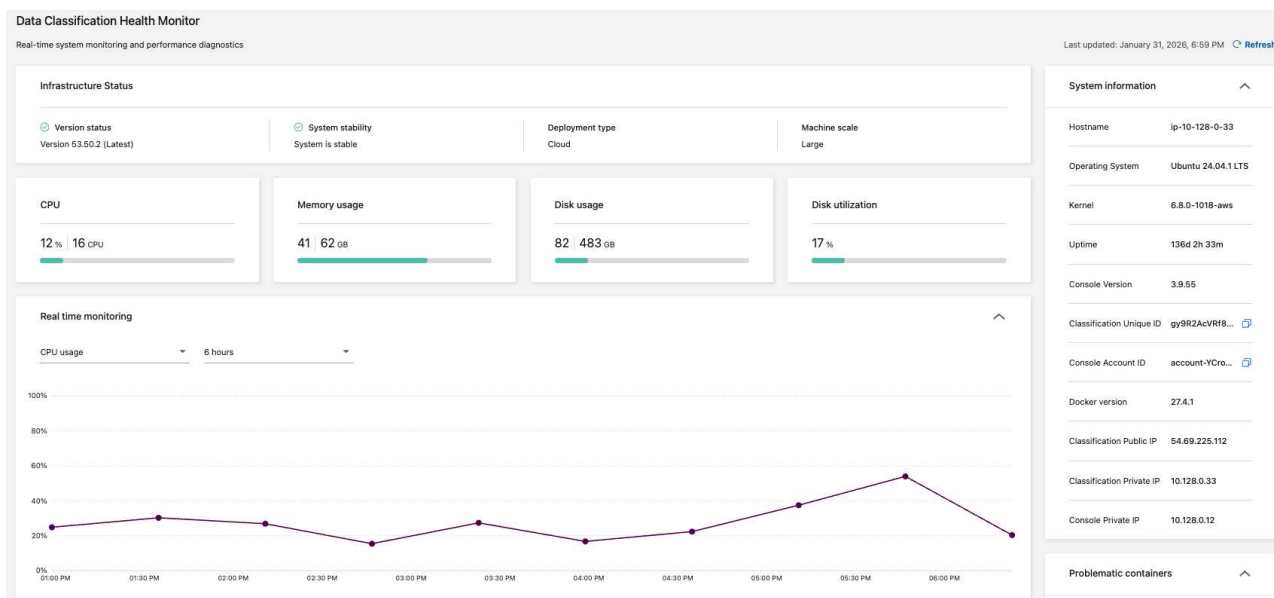 Data Classification Health Monitor
Real-time system monitoring and performance diagnostics
Last updated: January 31, 2026, 6:59 PM Refresh
Infrastructure Status
Version status
Version 53.50.2 (Latest)
System stability
System is stable
Deployment type
Cloud
Machine scale
Large
CPU
12 % 16 CPU
Memory usage
41 62 GB
Disk usage
82 483 GB
Disk utilization
17 %
Real time monitoring
CPU usage
6 hours
100%
80%
60%
40%
20%
0%
01:00 PM 01:30 PM 02:00 PM 02:30 PM 03:00 PM 03:30 PM 04:00 PM 04:30 PM 05:00 PM 05:30 PM 06:00 PM
System information
Hostname ip-10-128-0-33
Operating System Ubuntu 24.04.1 LTS
Kernel 6.8.0-1018-aws
Uptime 136d 2h 33m
Console Version 3.9.55
Classification Unique ID gy9R2AcVRf8...
Console Account ID account-YCro...
Docker version 27.4.1
Classification Public IP 54.69.225.112
Classification Private IP 10.128.0.33
Console Private IP 10.128.0.12
Problematic containers